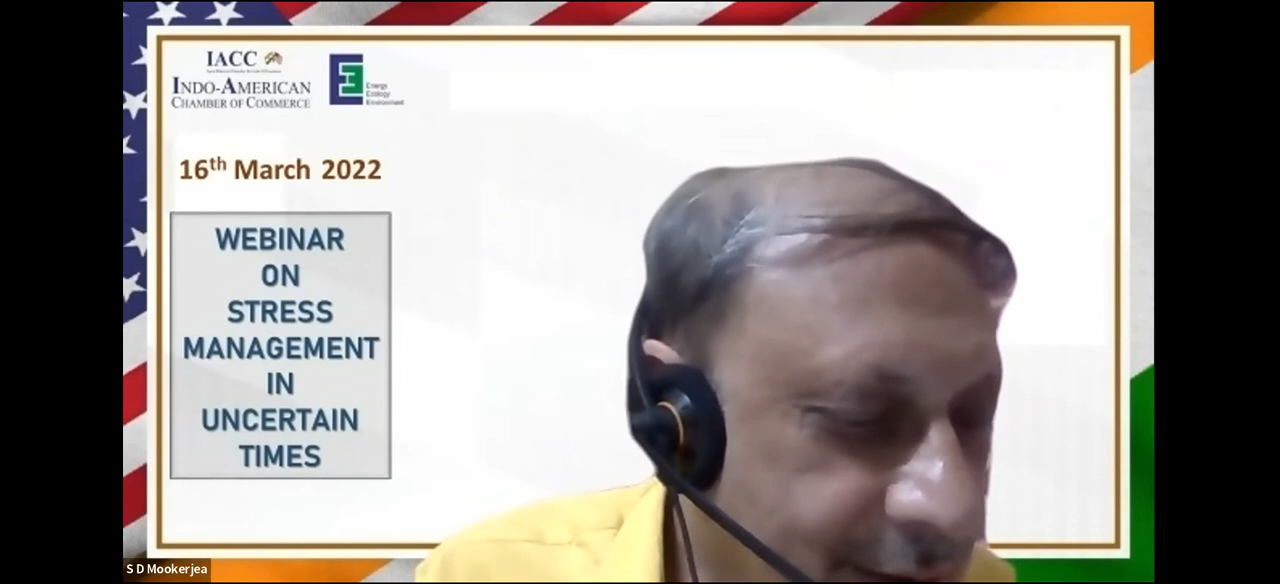 IACC
INDO-AMERICAN
CHAMBER OF COMMERCE
Energy
Ecology
Environment
16th March 2022
WEBINAR
ON
STRESS
MANAGEMENT
IN
UNCERTAIN
TIMES
S D Mookerjea